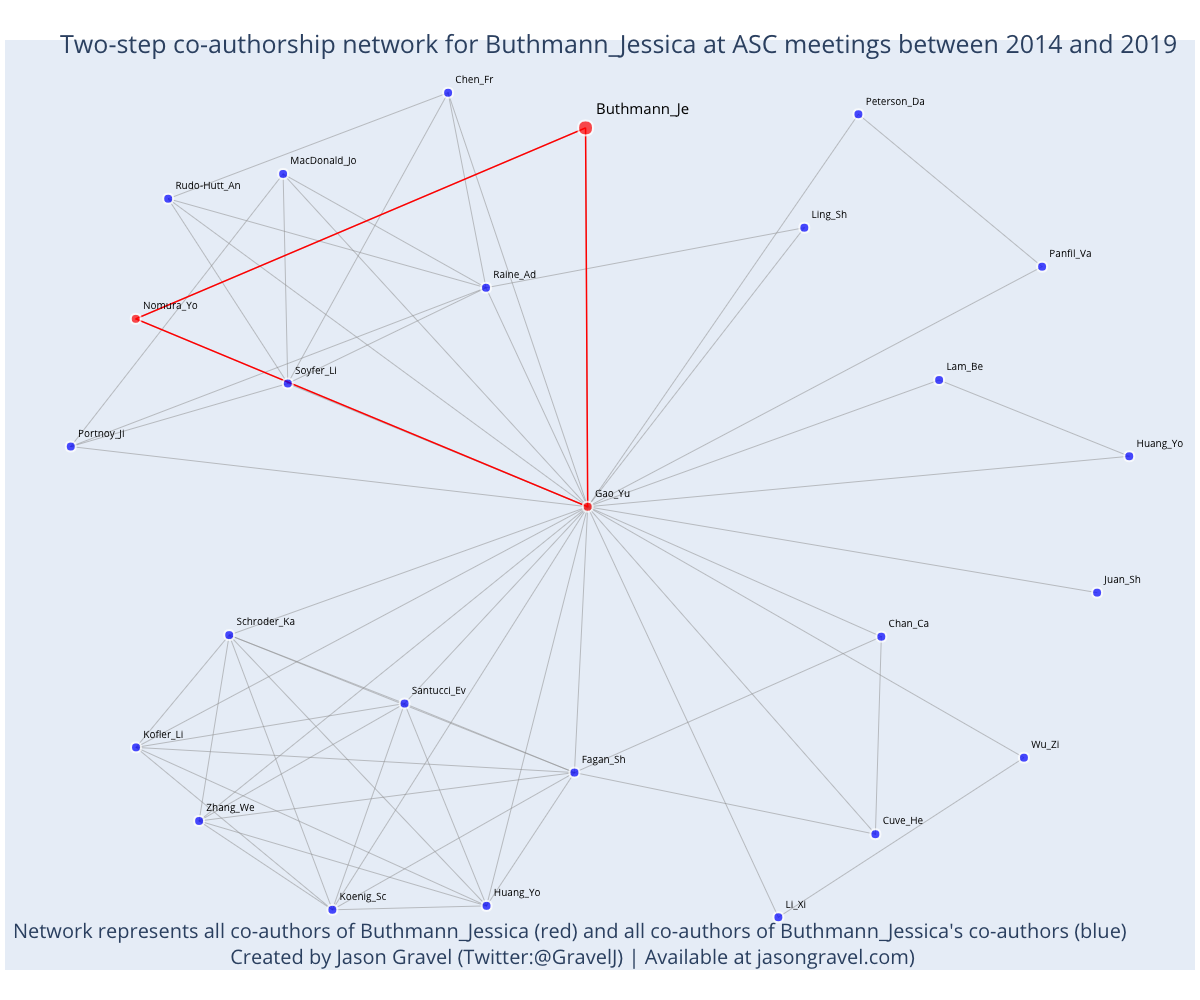 Two-step co-authorship network for Buthmann_Jessica at ASC meetings between 2014 and 2019
Chen_Fr
Peterson_Da
Buthmann_Je
MacDonald_Jo
Rudo-Hutt_An
Ling_Sh
Panfil_Va
Raine_Ad
Nomura_Yo
Soyfer_Li
Lam_Be
Portnoy_Ji
Huang_Yo
Gao_Yu
Juan_Sh
Schroder_Ka
Chan_Ca
Santucci_Ev
Kofler_Li
Wu_Zi
Fagan_Sh
Zhang_We
Cuve_He
Koenig_Sc
Huang_Yo
Li_Xi
Network represents all co-authors of Buthmann_Jessica (red) and all co-authors of Buthmann_Jessica's co-authors (blue)
Created by Jason Gravel (Twitter:@GravelJ) | Available at jasongravel.com)